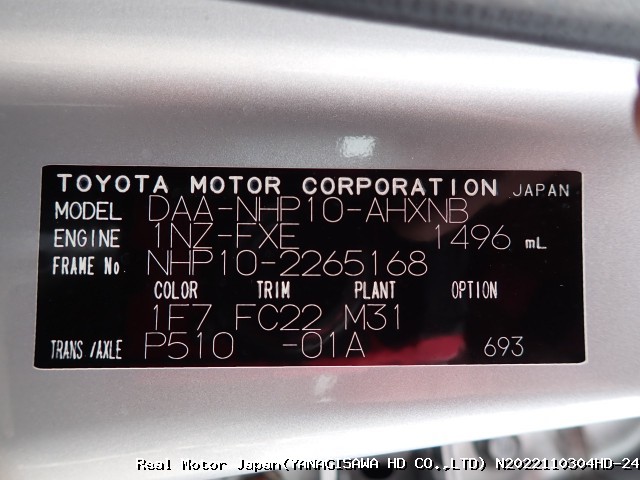 TOYOTA MOTOR CORPORATION JAPAN
MODEL DAA-NHP10-AHXNB
ENGINE 1NZ-FXE 1496 mL
FRAME No. NHP10-2265168
COLOR TRIM PLANT OPTION
1F7 FC22 M31
TRANS/AXLE P510 -01A 693
Real Motor Japan(YANAGISAWA HD CO.,LTD) N2022110304HD-24